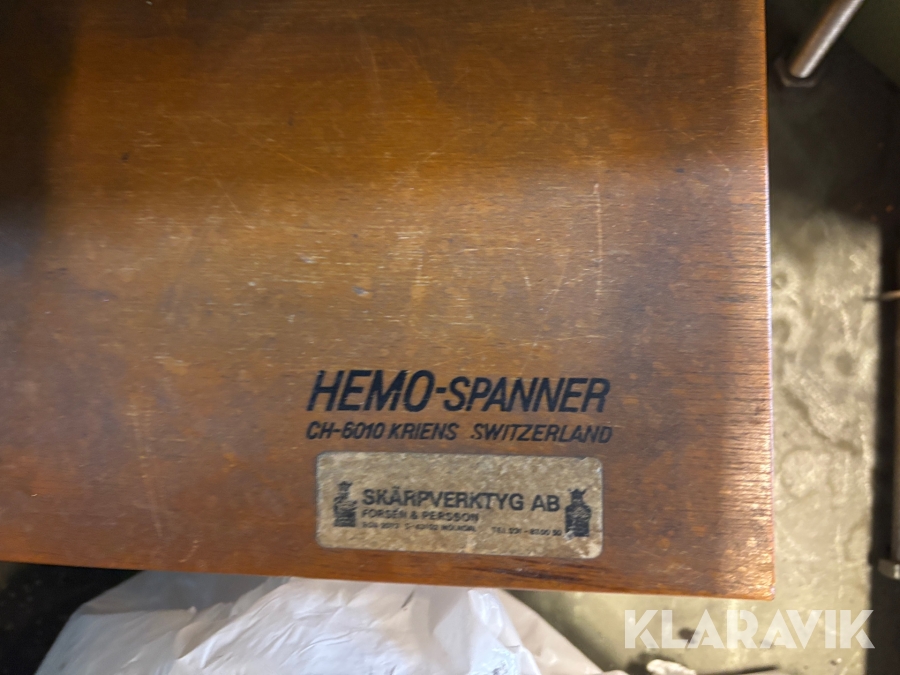 HEMO-SPANNER
CH-6010 KRIENS SWITZERLAND
SKÄRPVERKTYG AB
FORSÉN & PERSSON
KLARAVIK